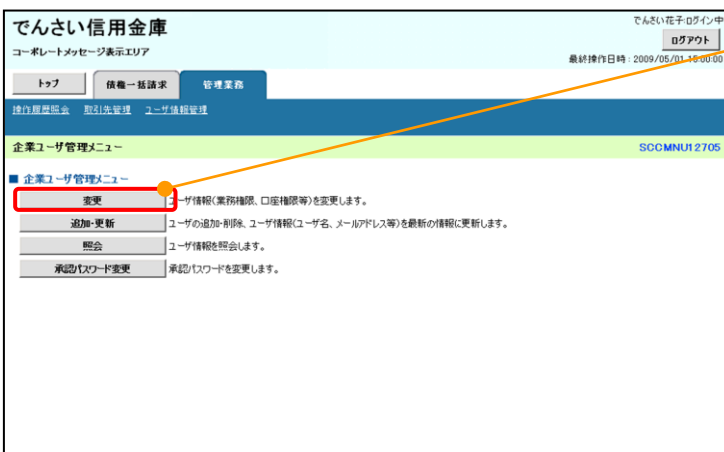 でんさい信用金庫
でんさい花子:ログイン中
コーポレートメッセージ表示エリア
ログアウト
最終操作日時:2009/05/01 15:00:00
トップ
債権一括請求
管理業務
操作履歴照会 取引先管理 ユーザ情報管理
企業ユーザ管理メニュー
SCCMNU12705
■ 企業ユーザ管理メニュー
変更
ユーザ情報(業務権限、口座権限等)を変更します。
追加・更新
ユーザの追加・削除、ユーザ情報(ユーザ名、メールアドレス等)を最新の情報に更新します。
照会
ユーザ情報を照会します。
承認パスワード変更
承認パスワードを変更します。